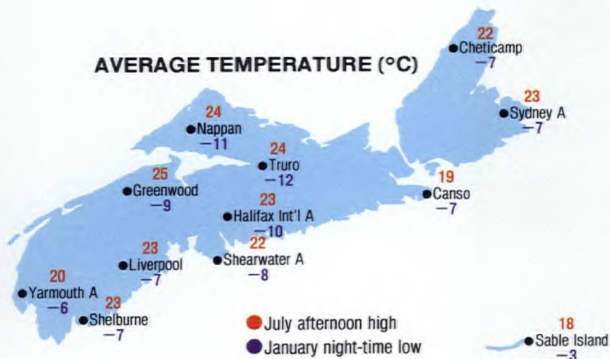 22
Cheticamp
−7
AVERAGE TEMPERATURE (°C)
23
Sydney A
−7
24
Nappan
−11
24
Truro
−12
25
Greenwood
−9
19
Canso
−7
23
Halifax Int'l A
−10
22
Shearwater A
−8
23
Liverpool
−7
20
Yarmouth A
−6
23
Shelburne
−7
July afternoon high
January night-time low
18
Sable Island
−3